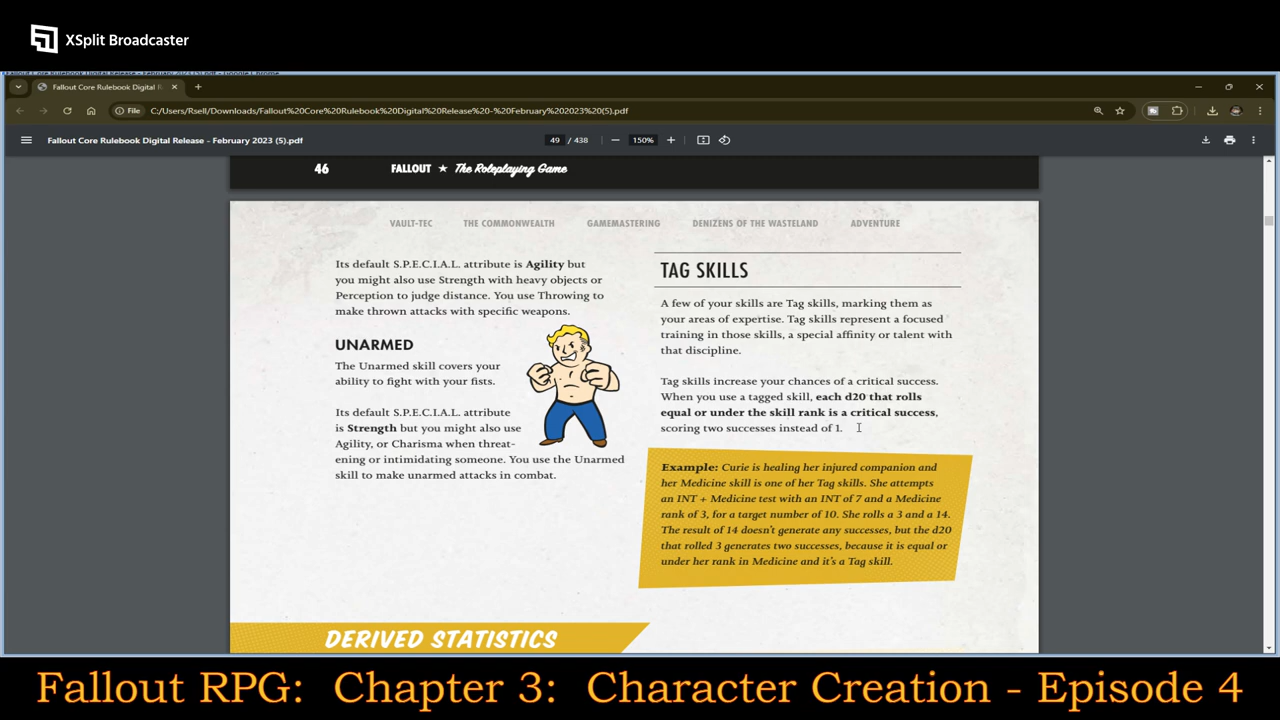 XSplit Broadcaster
Fallout Core Rulebook Digital R
File
C:/Users/Rsell/Downloads/Fallout%20Core%20Rulebook%20Digital%20Release%20-%20February%202023%20(5).pdf
Fallout Core Rulebook Digital Release - February 2023 (5).pdf
49 / 438
150%
46 FALLOUT ★ The Roleplaying Game
VAULT-TEC THE COMMONWEALTH GAMEMASTERING DENIZENS OF THE WASTELAND ADVENTURE
Its default S.P.E.C.I.A.L. attribute is Agility but
you might also use Strength with heavy objects or
Perception to judge distance. You use Throwing to
make thrown attacks with specific weapons.
UNARMED
The Unarmed skill covers your
ability to fight with your fists.
Its default S.P.E.C.I.A.L. attribute
is Strength but you might also use
Agility, or Charisma when threat-
ening or intimidating someone. You use the Unarmed
skill to make unarmed attacks in combat.
TAG SKILLS
A few of your skills are Tag skills, marking them as
your areas of expertise. Tag skills represent a focused
training in those skills, a special affinity or talent with
that discipline.
Tag skills increase your chances of a critical success.
When you use a tagged skill, each d20 that rolls
equal or under the skill rank is a critical success,
scoring two successes instead of 1.
Example: Curie is healing her injured companion and
her Medicine skill is one of her Tag skills. She attempts
an INT + Medicine test with an INT of 7 and a Medicine
rank of 3, for a target number of 10. She rolls a 3 and a 14.
The result of 14 doesn't generate any successes, but the d20
that rolled 3 generates two successes, because it is equal or
under her rank in Medicine and it's a Tag skill.
DERIVED STATISTICS
Fallout RPG: Chapter 3: Character Creation - Episode 4